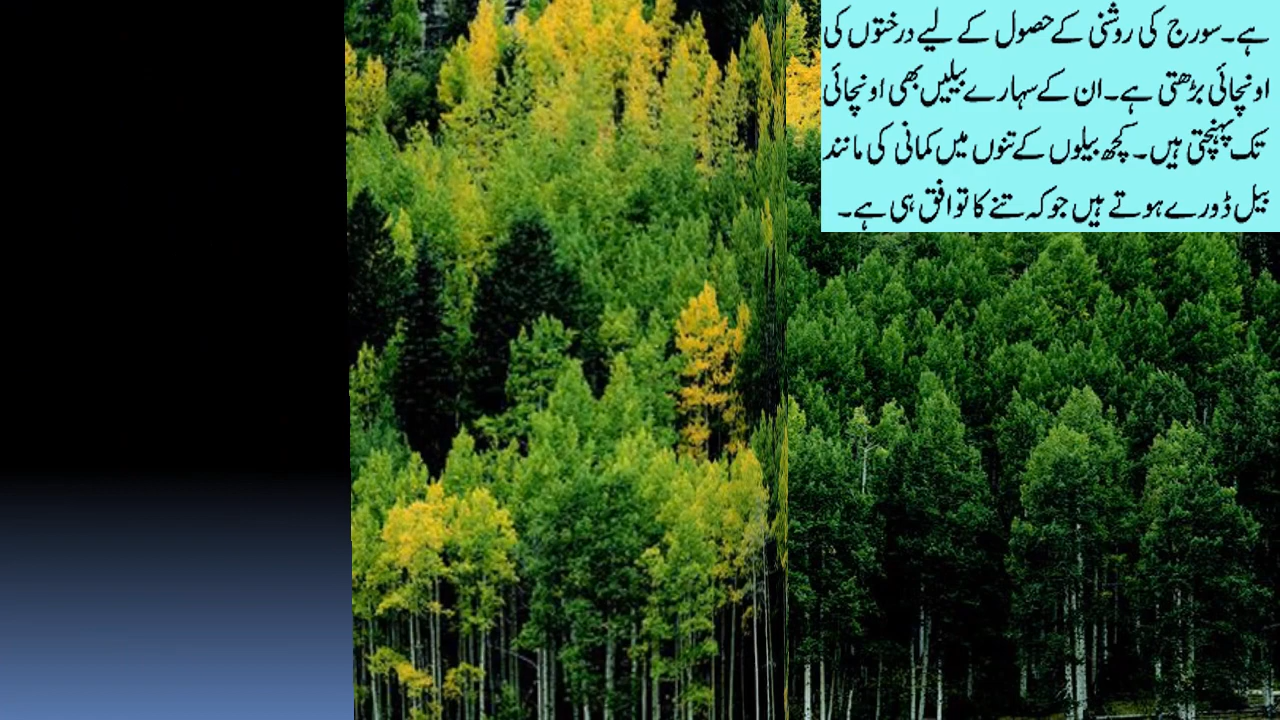 ہے۔سورج کی روشنی کے حصول کے لیے درختوں کی
اونچائی بڑھتی ہے۔ان کے سہارے بیلیں بھی اونچائی
تک پہنچتی ہیں۔ کچھ بیلوں کے تنوں میں کمانی کی مانند
بیل ڈورے ہوتے ہیں جو کہ تنے کا توافق ہی ہے۔